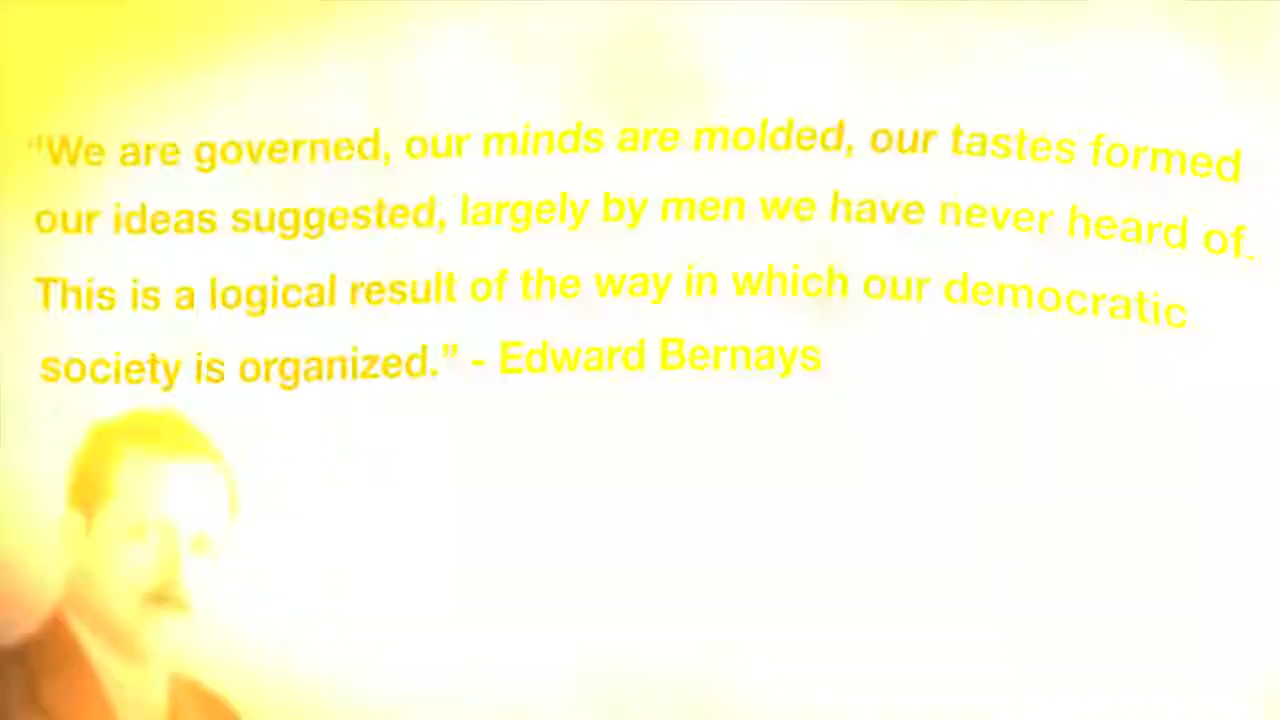 "We are governed, our minds are molded, our tastes formed
our ideas suggested, largely by men we have never heard of.
This is a logical result of the way in which our democratic
society is organized.” - Edward Bernays